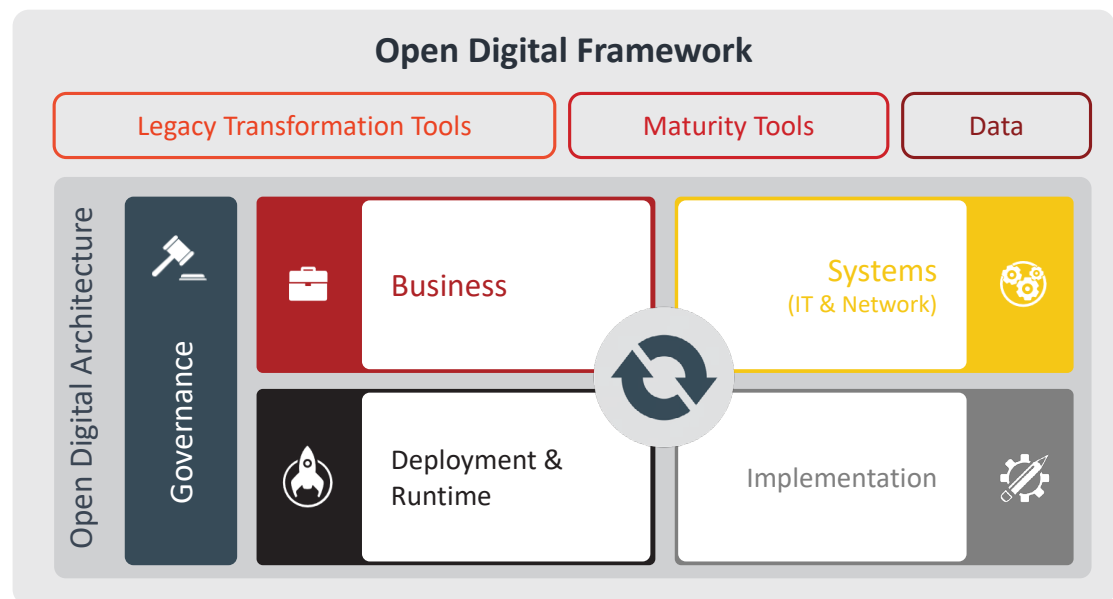 Open Digital Framework
Legacy Transformation Tools
Maturity Tools
Data
Open Digital Architecture
Governance
Business
Systems
(IT & Network)
Deployment &
Runtime
Implementation